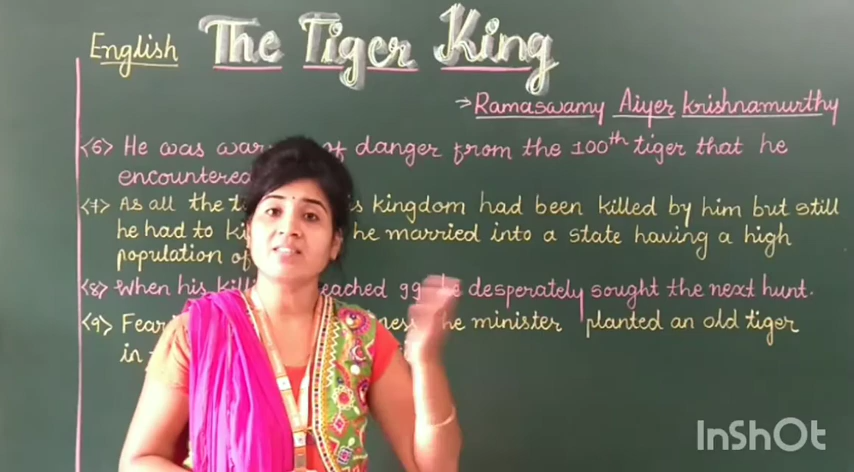 English The Tiger King
→ Ramaswamy Aiyer krishnamurthy
<6> He was of danger from the 100th tiger that he
encountered
<7> As all the kingdom had been killed by him but still
he had to he married into a state having a high
population of
<8> When his reached 99 he desperately sought the next hunt.
<9> the minister planted an old tiger
in
InShOt